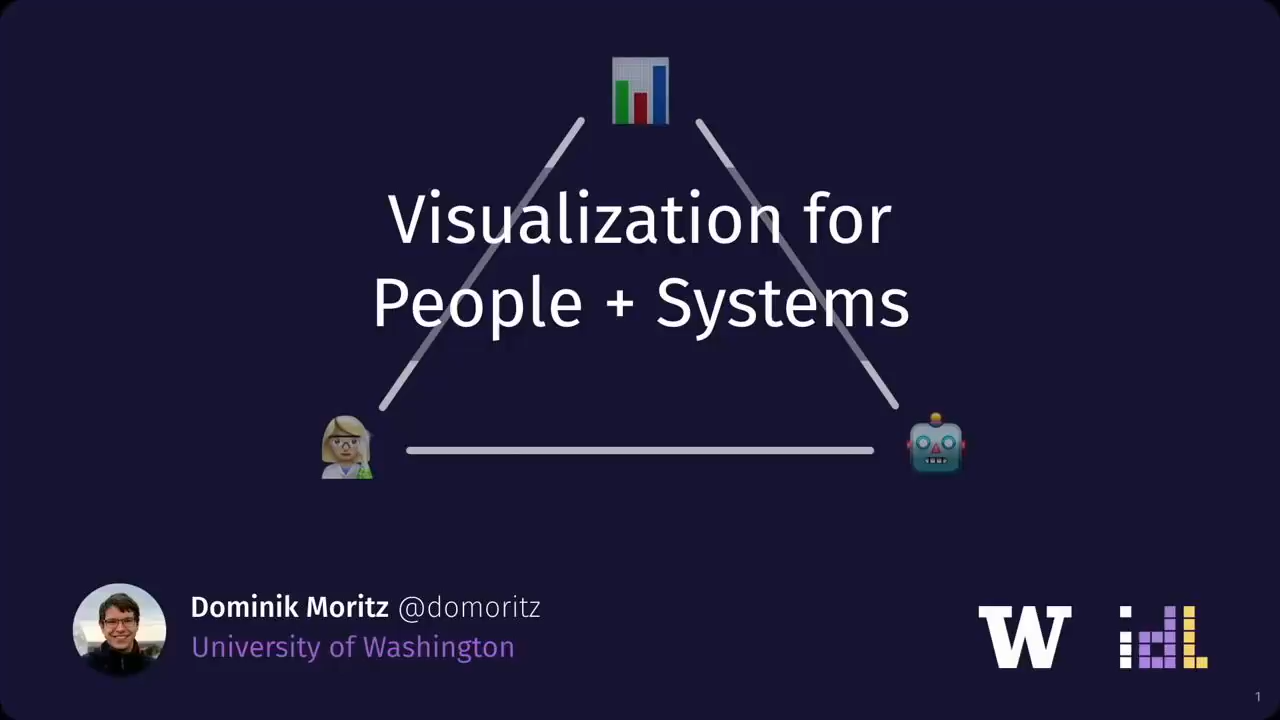 Visualization for
People + Systems
Dominik Moritz @domoritz
University of Washington
W
idL
1